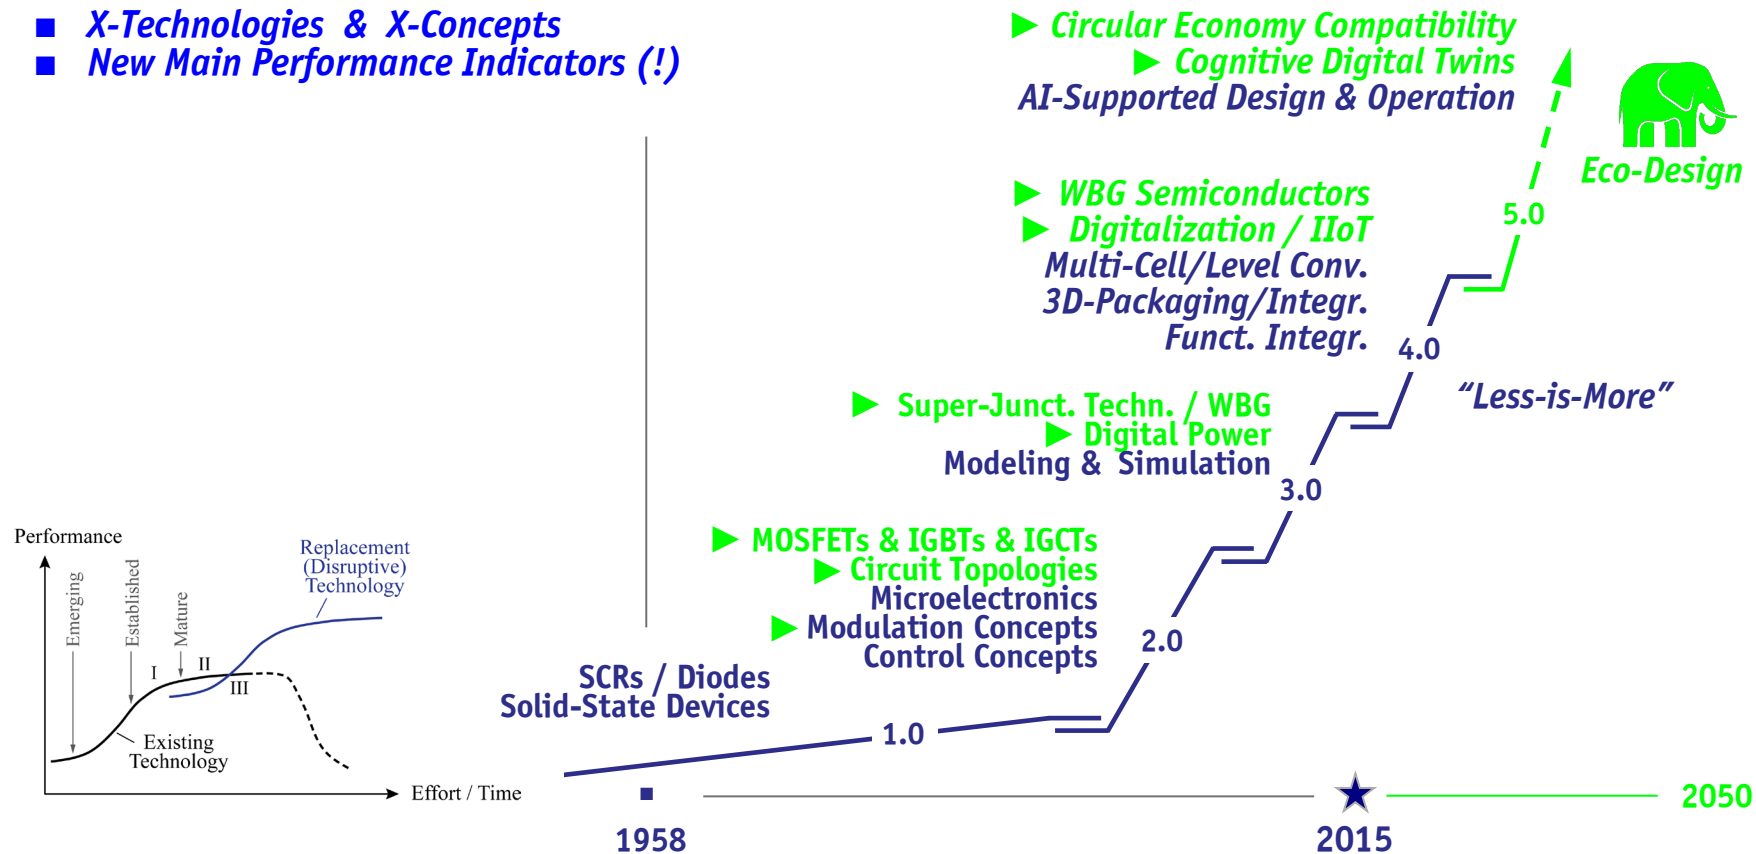 ■ X-Technologies & X-Concepts
■ New Main Performance Indicators (!)
► Circular Economy Compatibility
► Cognitive Digital Twins
AI-Supported Design & Operation
Eco-Design
► WBG Semiconductors
► Digitalization / IIoT
Multi-Cell/Level Conv.
3D-Packaging/Integr.
Funct. Integr.
5.0
4.0
“Less-is-More”
► Super-Junct. Techn. / WBG
► Digital Power
Modeling & Simulation
3.0
► MOSFETs & IGBTs & IGCTs
► Circuit Topologies
Microelectronics
► Modulation Concepts
Control Concepts
2.0
SCRs / Diodes
Solid-State Devices
1.0
Performance
Emerging
Established
Mature
Replacement
(Disruptive)
Technology
I
II
III
Existing
Technology
Effort / Time
1958
2015
2050